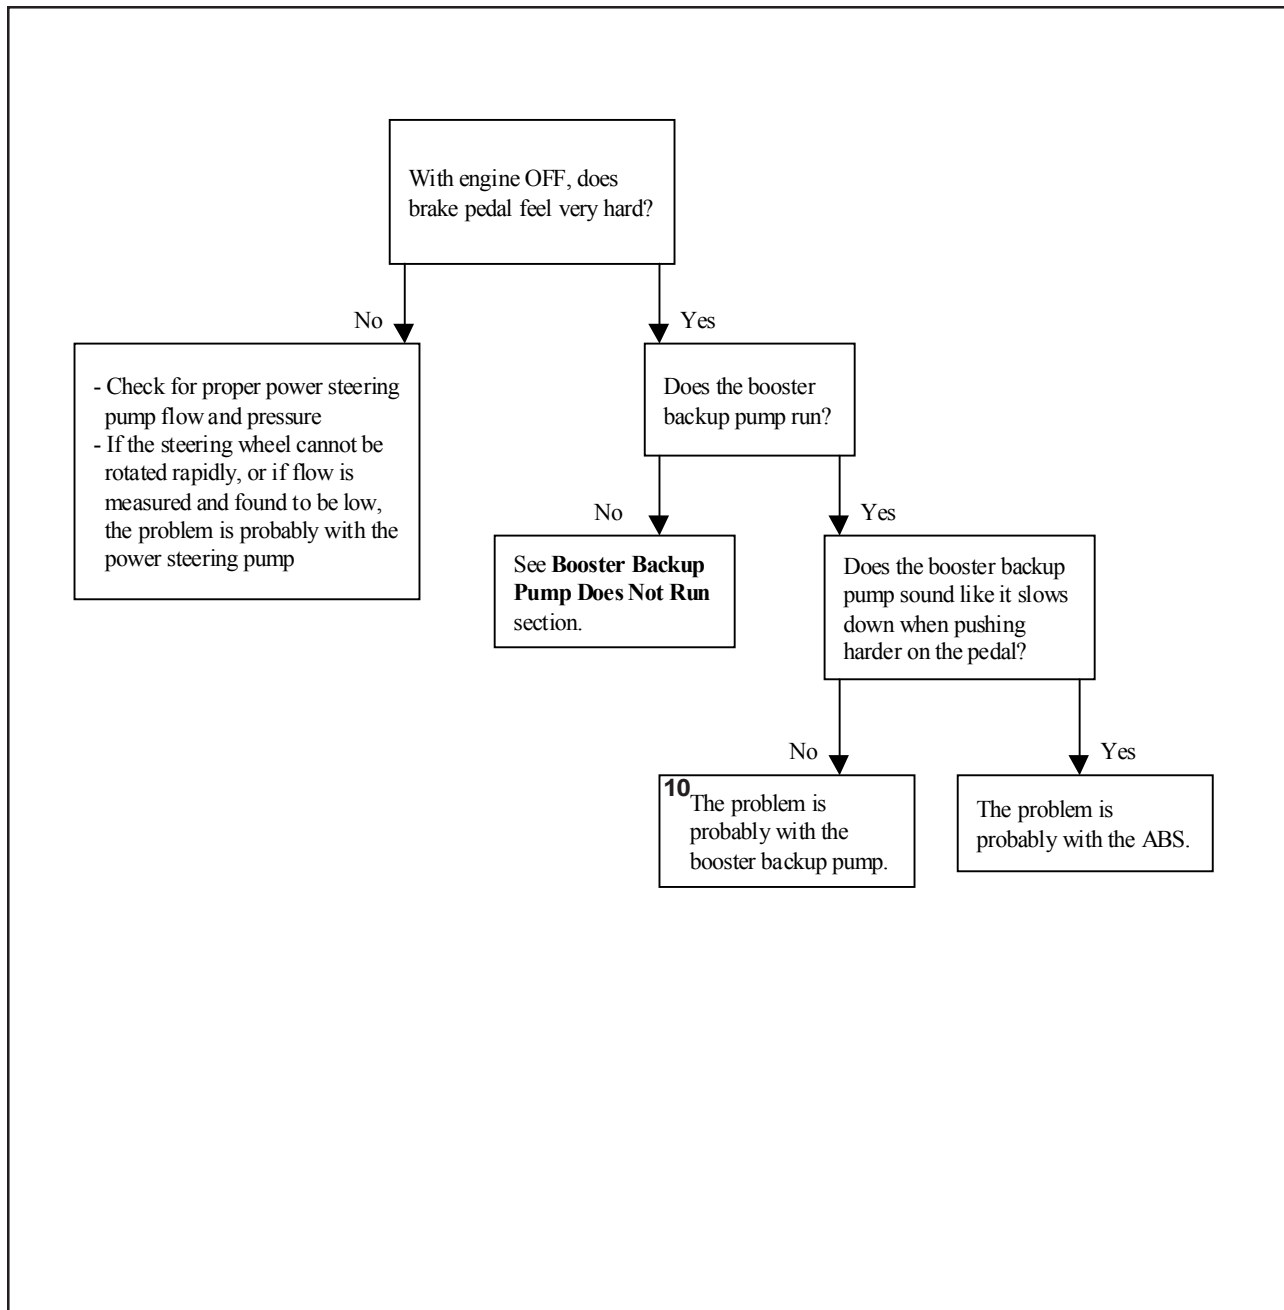 With engine OFF, does
brake pedal feel very hard?
No
Yes
- Check for proper power steering
pump flow and pressure
- If the steering wheel cannot be
rotated rapidly, or if flow is
measured and found to be low,
the problem is probably with the
power steering pump
Does the booster
backup pump run?
No
Yes
See Booster Backup
Pump Does Not Run
section.
Does the booster backup
pump sound like it slows
down when pushing
harder on the pedal?
No
Yes
10
The problem is
probably with the
booster backup pump.
The problem is
probably with the ABS.